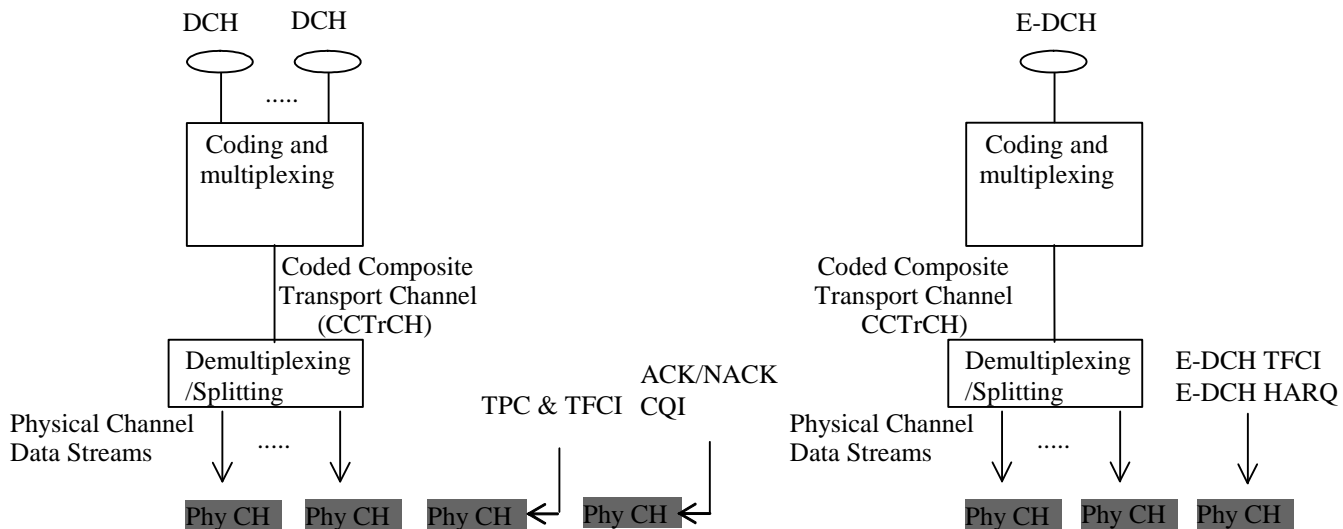 DCH
DCH
E-DCH
.....
Coding and
multiplexing
Coding and
multiplexing
Coded Composite
Transport Channel
(CCTrCH)
Coded Composite
Transport Channel
CCTrCH)
Demultiplexing
/Splitting
TPC & TFCI
ACK/NACK
CQI
Demultiplexing
/Splitting
E-DCH TFCI
E-DCH HARQ
Physical Channel
Data Streams
.....
Physical Channel
Data Streams
.....
Phy CH
Phy CH
Phy CH
Phy CH
Phy CH
Phy CH
Phy CH